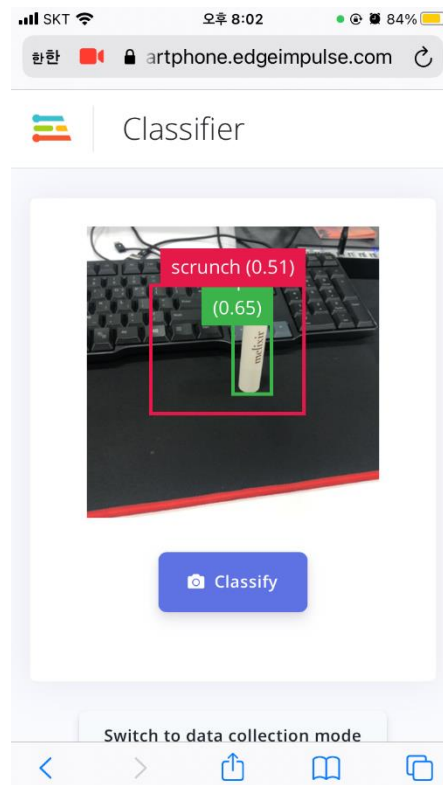 SKT 오후 8:02 84%
한한 artphone.edgeimpulse.com
Classifier
scrunch (0.51)
(0.65)
melixir
Classify
Switch to data collection mode